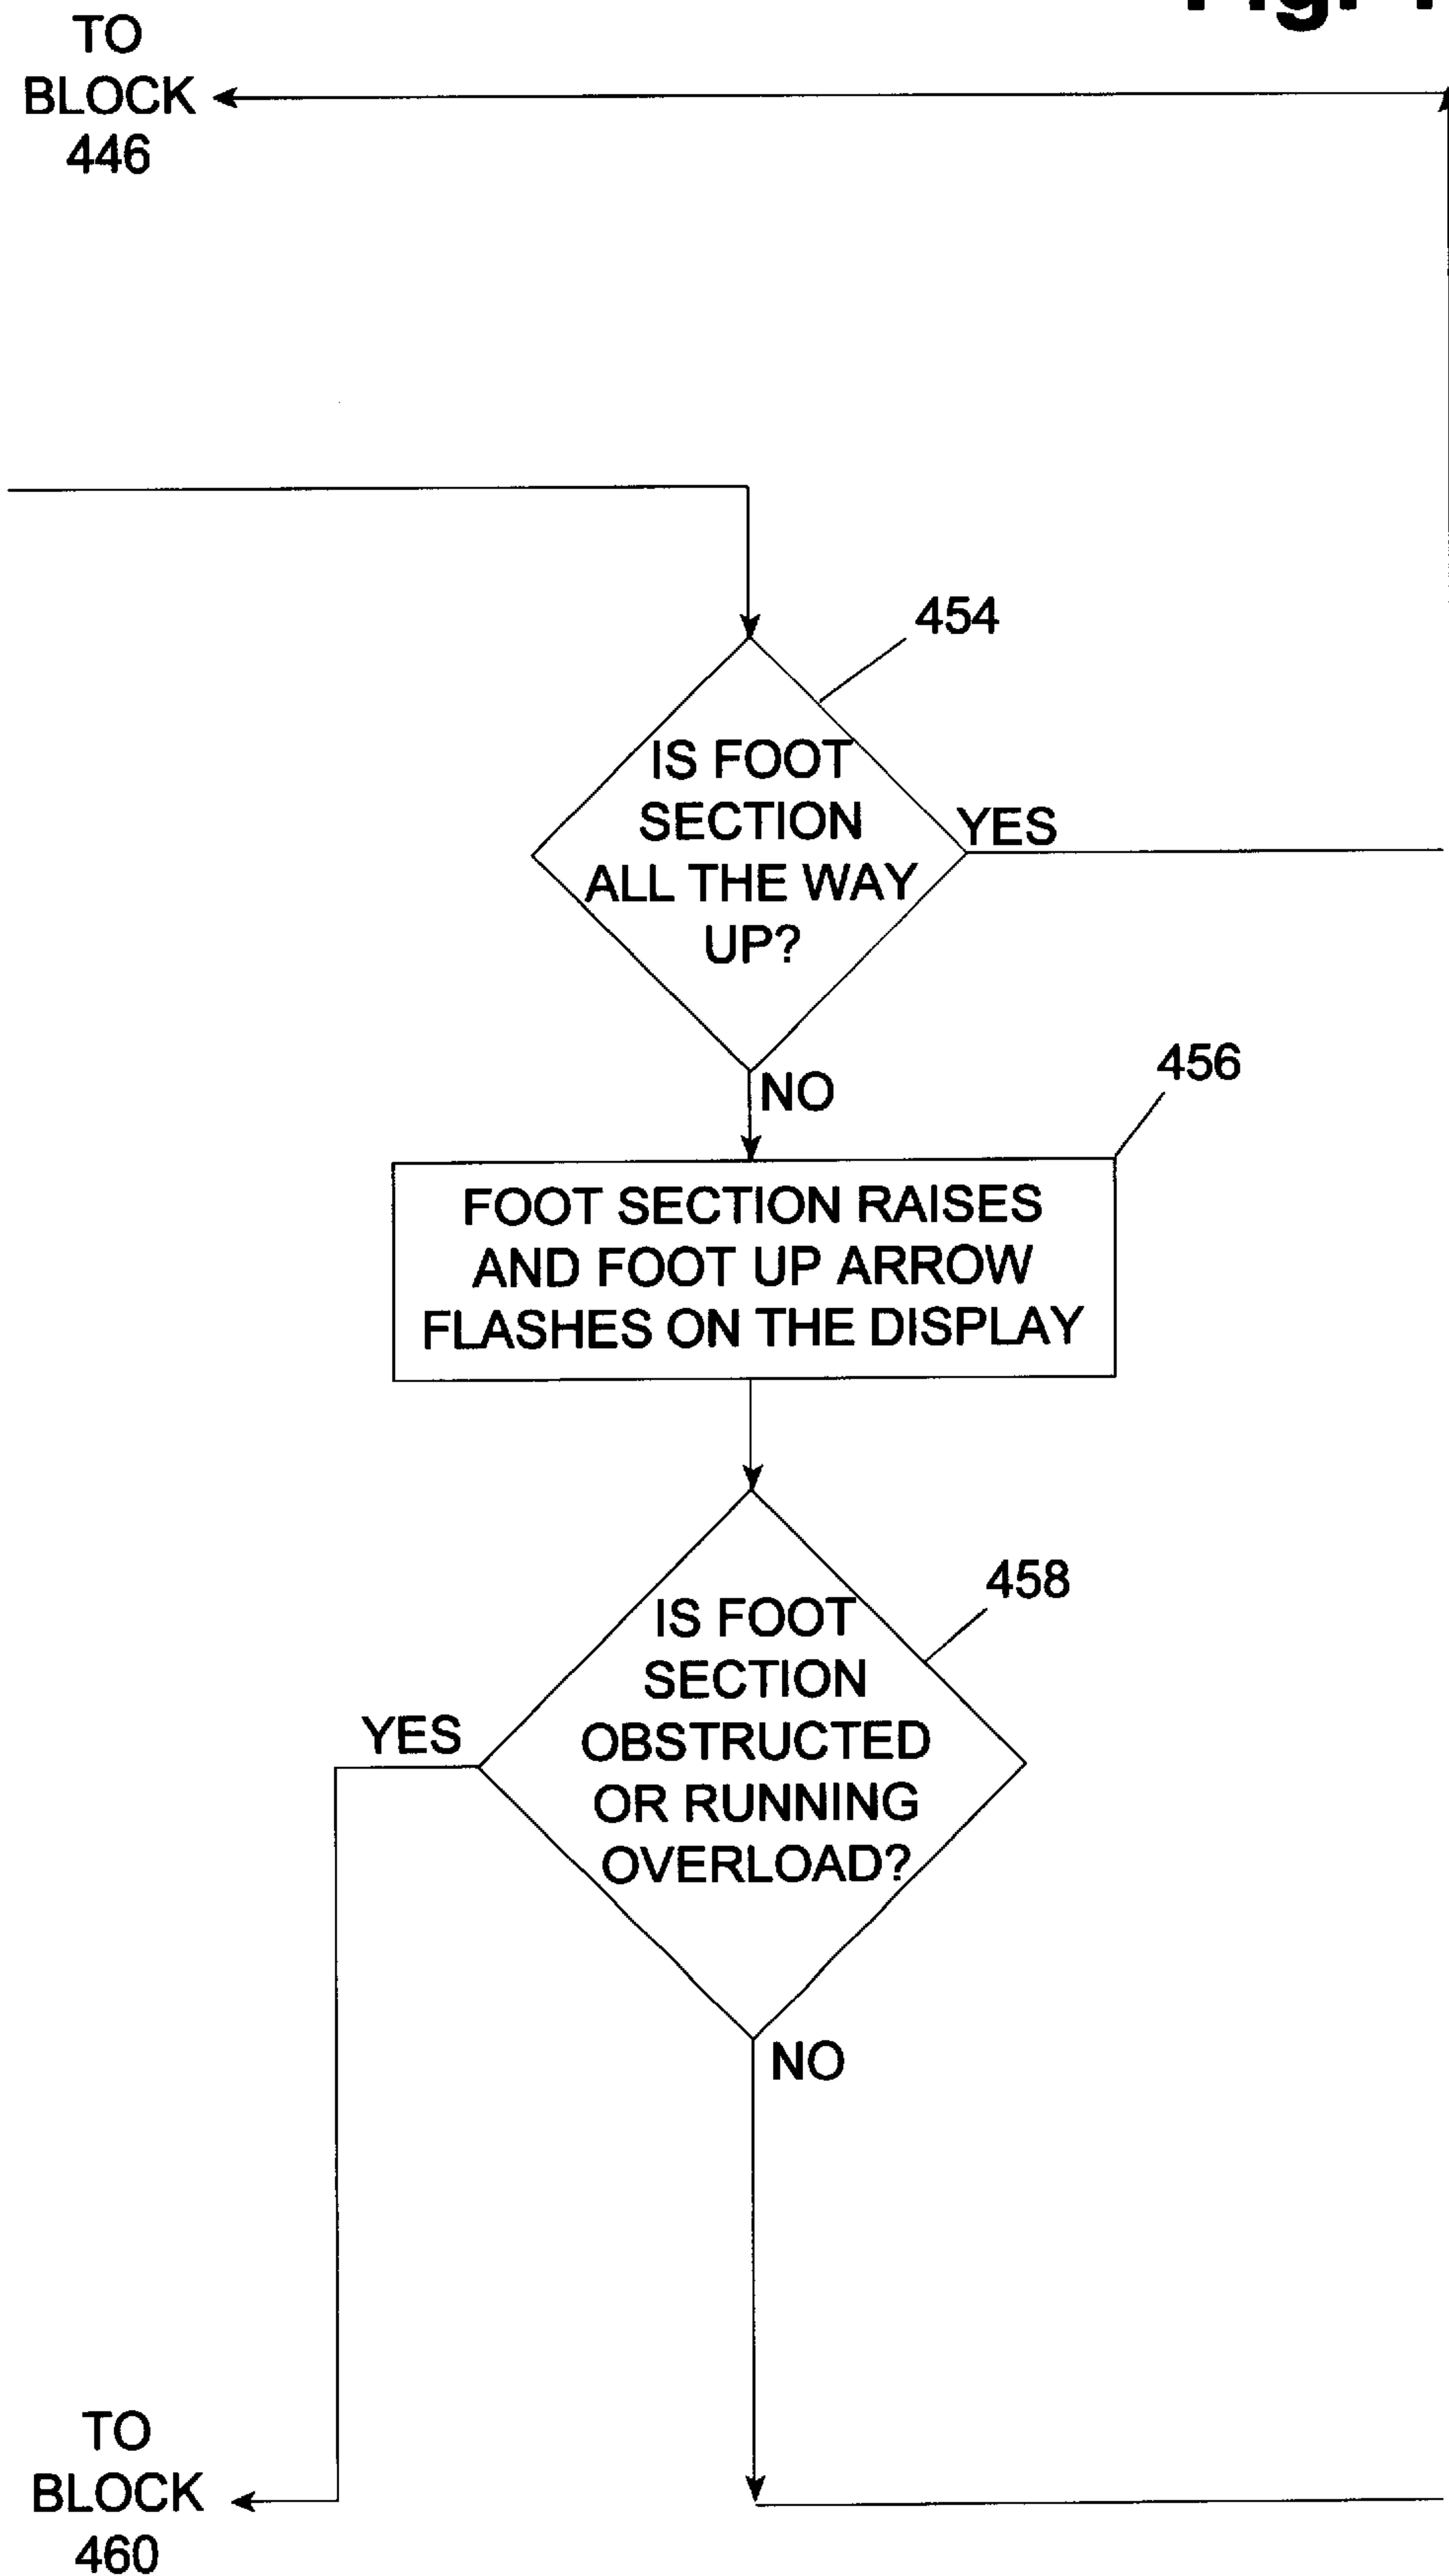 TO
BLOCK
446
454
IS FOOT
SECTION
ALL THE WAY
UP?
YES
NO
456
FOOT SECTION RAISES
AND FOOT UP ARROW
FLASHES ON THE DISPLAY
458
IS FOOT
SECTION
OBSTRUCTED
OR RUNNING
OVERLOAD?
YES
NO
TO
BLOCK
460